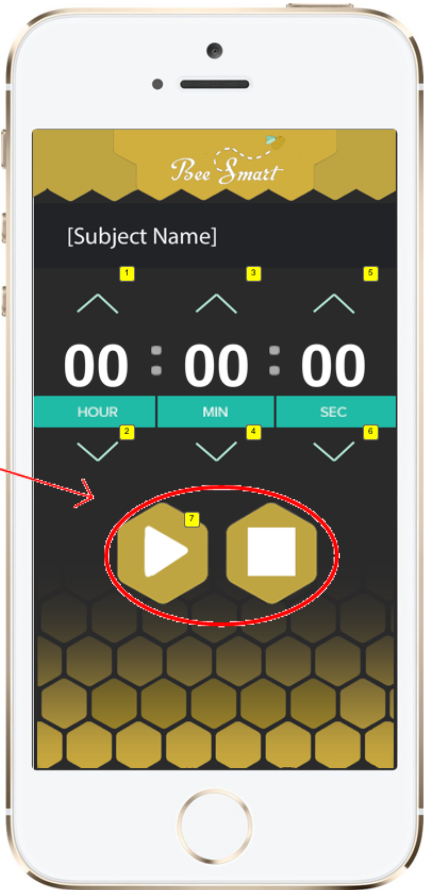 Bee Smart
[Subject Name]
1 3 5
00 : 00 : 00
HOUR MIN SEC
2 4 6
7